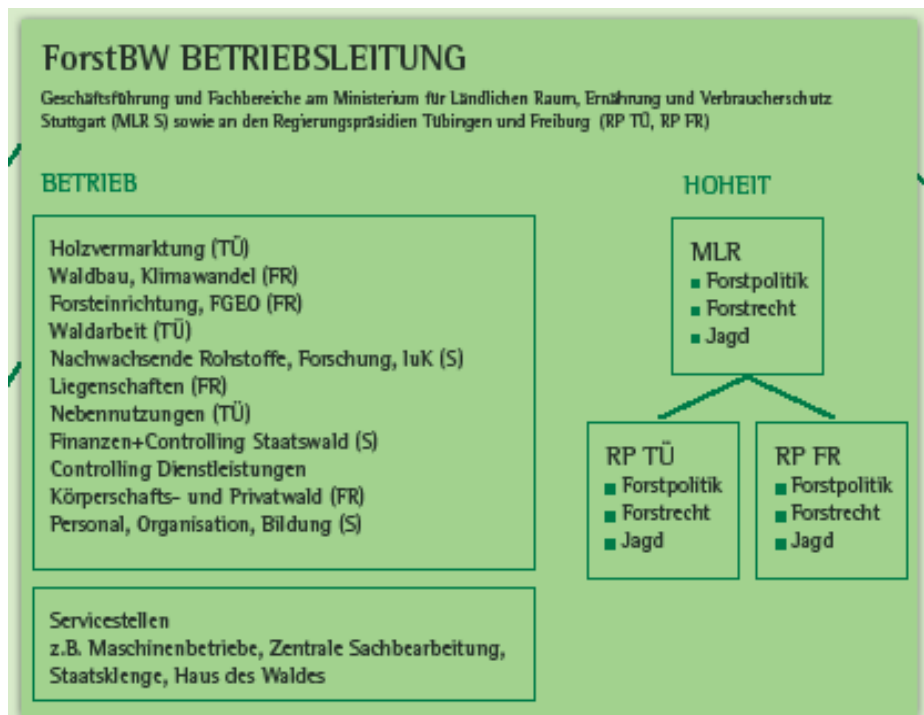 ForstBW BETRIEBSLEITUNG
Geschäftsführung und Fachbereiche am Ministerium für Ländlichen Raum, Ernährung und Verbraucherschutz
Stuttgart (MLR S) sowie an den Regierungspräsidien Tübingen und Freiburg (RP TÜ, RP FR)
BETRIEB
Holzvermarktung (TÜ)
Waldbau, Klimawandel (FR)
Forsteinrichtung, FGEO (FR)
Waldarbeit (TÜ)
Nachwachsende Rohstoffe, Forschung, IuK (S)
Liegenschaften (FR)
Nebennutzungen (TÜ)
Finanzen+Controlling Staatswald (S)
Controlling Dienstleistungen
Körperschafts- und Privatwald (FR)
Personal, Organisation, Bildung (S)
Servicestellen
z.B. Maschinenbetriebe, Zentrale Sachbearbeitung,
Staatsklenge, Haus des Waldes
HOHEIT
MLR
Forstpolitik
Forstrecht
Jagd
RP TÜ
Forstpolitik
Forstrecht
Jagd
RP FR
Forstpolitik
Forstrecht
Jagd